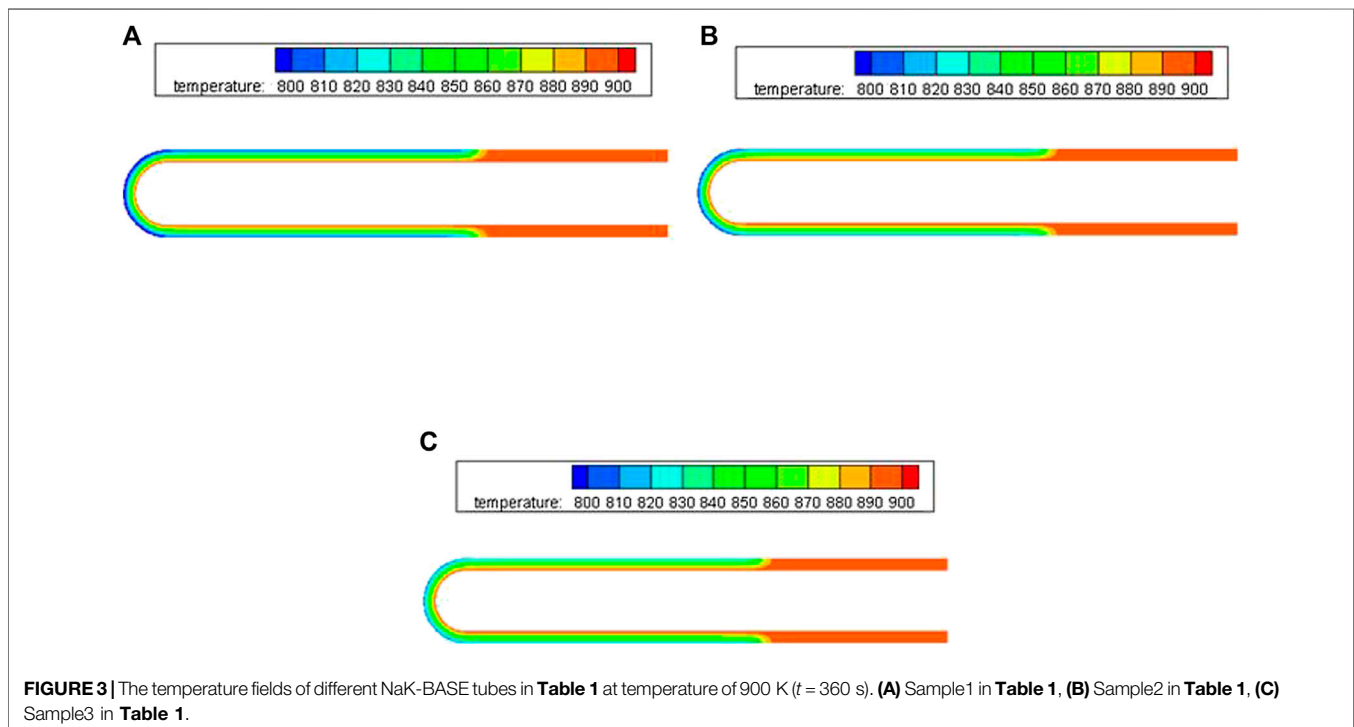 A
temperature: 800 810 820 830 840 850 860 870 880 890 900
B
temperature: 800 810 820 830 840 850 860 870 880 890 900
C
temperature: 800 810 820 830 840 850 860 870 880 890 900
FIGURE 3 | The temperature fields of different NaK-BASE tubes in Table 1 at temperature of 900 K (t = 360 s). (A) Sample1 in Table 1, (B) Sample2 in Table 1, (C)
Sample3 in Table 1.